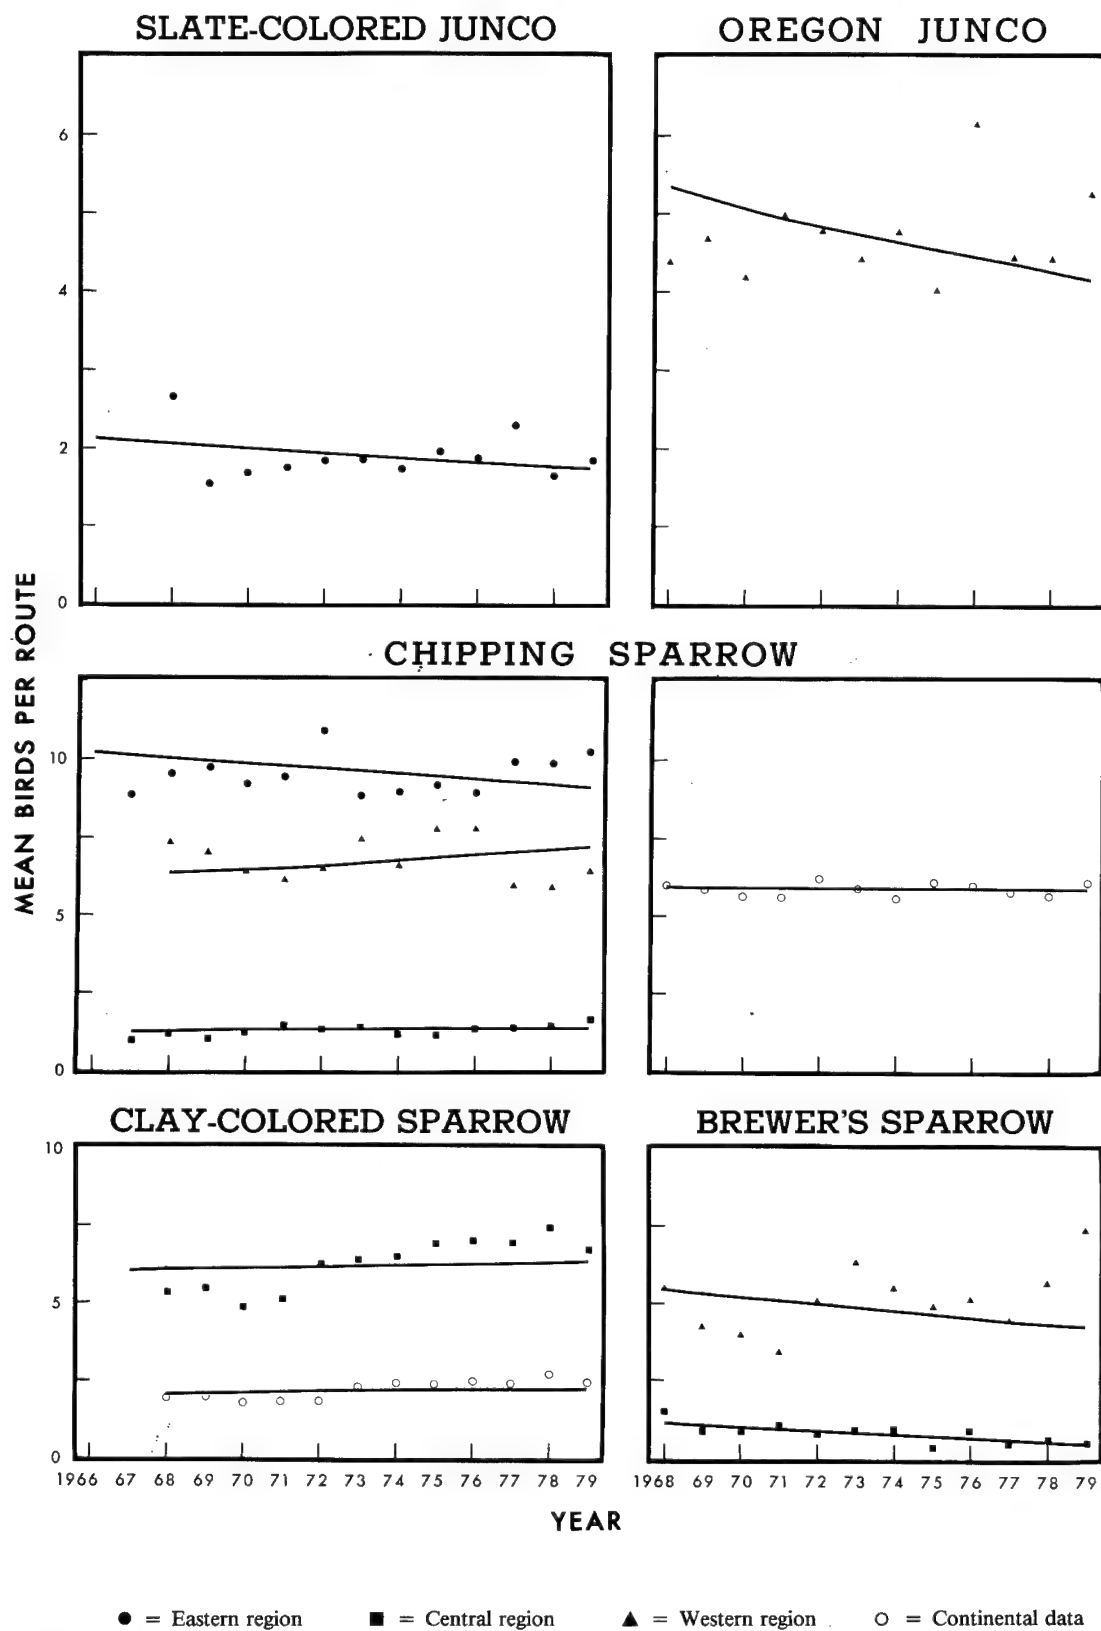 SLATE-COLORED JUNCO
OREGON JUNCO
6
4
2
0
MEAN BIRDS PER ROUTE
CHIPPING SPARROW
10
5
0
CLAY-COLORED SPARROW
BREWER'S SPARROW
10
5
0
1966 67 68 69 70 71 72 73 74 75 76 77 78 79
1968 69 70 71 72 73 74 75 76 77 78 79
YEAR
● = Eastern region ■ = Central region ▲ = Western region ○ = Continental data